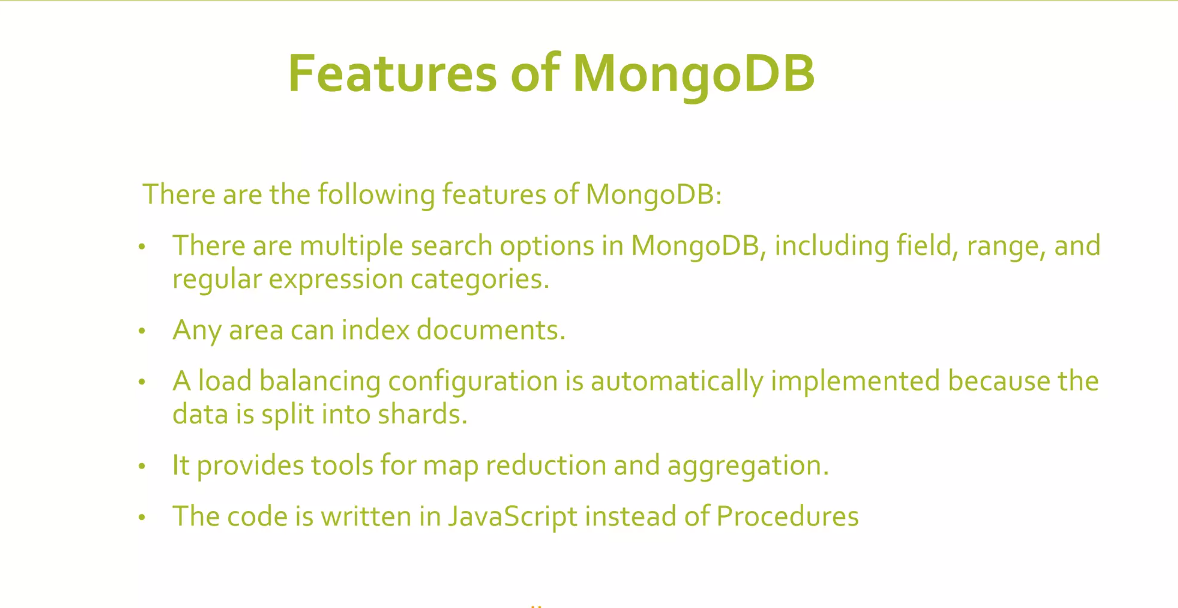 Features of MongoDB
There are the following features of MongoDB:
• There are multiple search options in MongoDB, including field, range, and
regular expression categories.
• Any area can index documents.
• A load balancing configuration is automatically implemented because the
data is split into shards.
• It provides tools for map reduction and aggregation.
• The code is written in JavaScript instead of Procedures